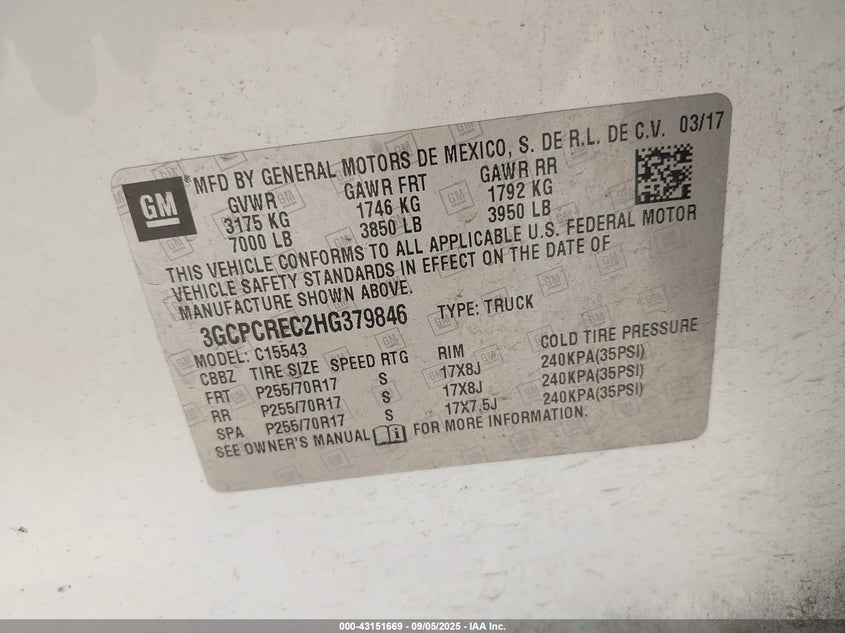 GM
® MFD BY GENERAL MOTORS DE MEXICO, S. DE R.L. DE C.V. 03/17
GVWR GAWR FRT GAWR RR
3175 KG 1746 KG 1792 KG
7000 LB 3850 LB 3950 LB
THIS VEHICLE CONFORMS TO ALL APPLICABLE U.S. FEDERAL MOTOR
VEHICLE SAFETY STANDARDS IN EFFECT ON THE DATE OF
MANUFACTURE SHOWN ABOVE.
3GCPCREC2HG379846 TYPE: TRUCK
MODEL: C15543
CBBZ TIRE SIZE SPEED RTG RIM COLD TIRE PRESSURE
FRT P255/70R17 S 17X8J 240KPA(35PSI)
RR P255/70R17 S 17X8J 240KPA(35PSI)
SPA P255/70R17 S 17X7.5J 240KPA(35PSI)
SEE OWNER'S MANUAL FOR MORE INFORMATION.
000-43151669 - 09/05/2025 - IAA Inc.